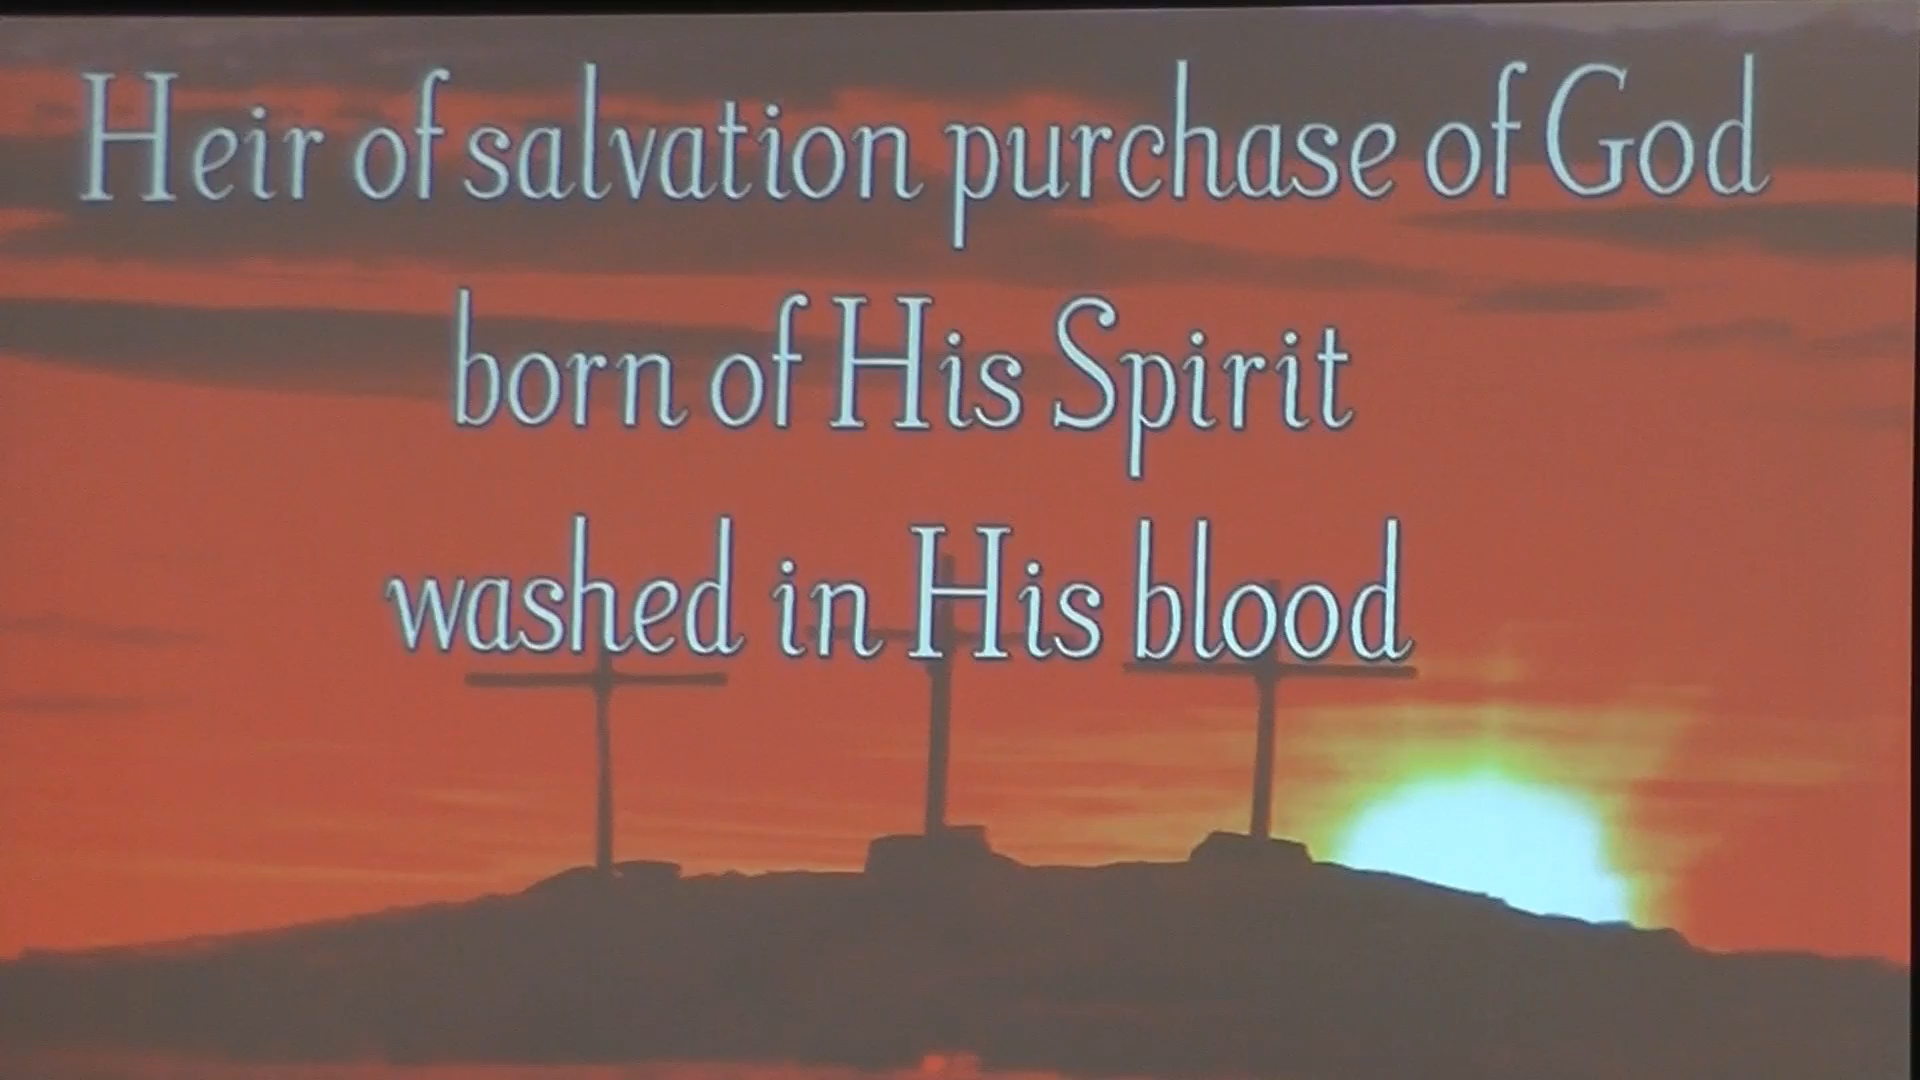 Heir of salvation purchase of God
born of His Spirit
washed in His blood